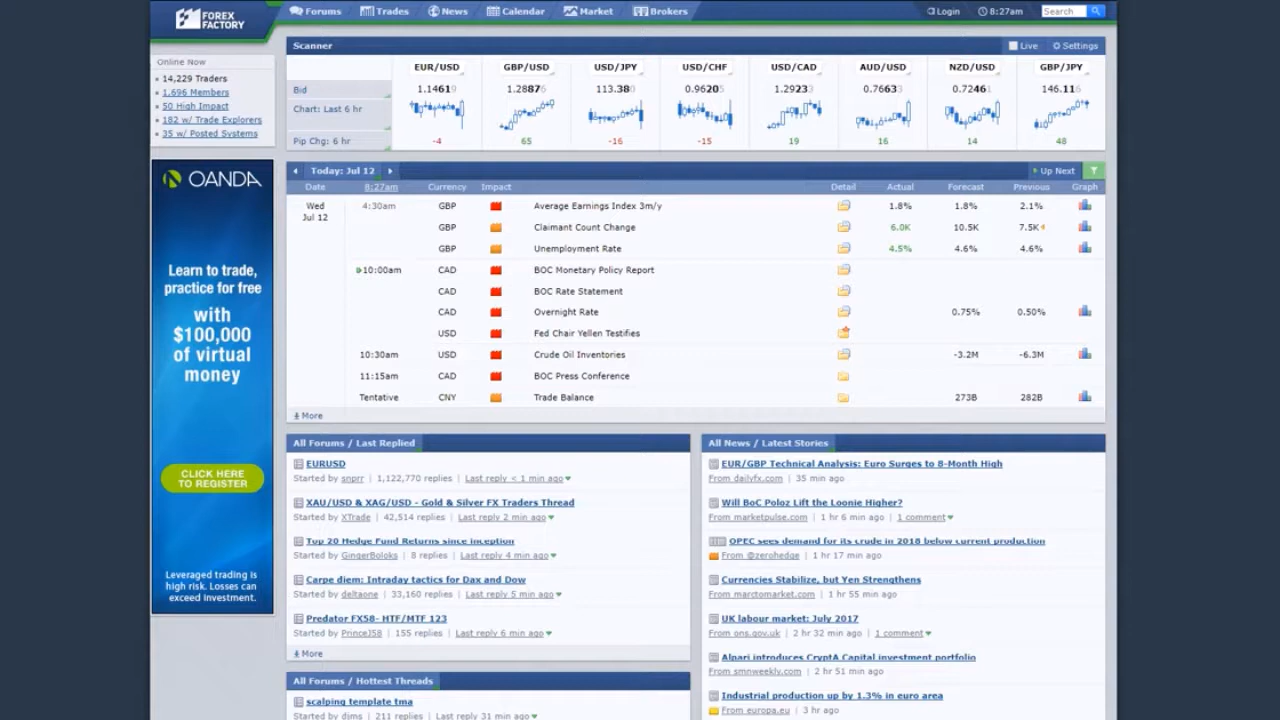 FOREX
FACTORY
Forums
Trades
News
Calendar
Market
Brokers
Login
8:27am
Search
Online Now
14,229 Traders
1,696 Members
50 High Impact
182 w/ Trade Explorers
35 w/ Posted Systems
OANDA
Learn to trade,
practice for free
with
$100,000
of virtual
money
CLICK HERE
TO REGISTER
Leveraged trading is
high risk. Losses can
exceed investment.
Scanner
Live
Settings
EUR/USD GBP/USD USD/JPY USD/CHF USD/CAD AUD/USD NZD/USD GBP/JPY
Bid 1.14619 1.28876 113.380 0.96205 1.29233 0.76633 0.72461 146.116
Chart: Last 6 hr
Pip Chg: 6 hr -4 65 -16 -15 19 16 14 48
Today: Jul 12
Up Next
Date 8:27am Currency Impact Detail Actual Forecast Previous Graph
Wed
Jul 12
4:30am GBP Average Earnings Index 3m/y 1.8% 1.8% 2.1%
GBP Claimant Count Change 6.0K 10.5K 7.5K
GBP Unemployment Rate 4.5% 4.6% 4.6%
10:00am CAD BOC Monetary Policy Report
CAD BOC Rate Statement
CAD Overnight Rate 0.75% 0.50%
USD Fed Chair Yellen Testifies
10:30am USD Crude Oil Inventories -3.2M -6.3M
11:15am CAD BOC Press Conference
Tentative CNY Trade Balance 273B 282B
More
All Forums / Last Replied
EURUSD
Started by snprr | 1,122,770 replies | Last reply < 1 min ago
XAU/USD & XAG/USD - Gold & Silver FX Traders Thread
Started by XTrade | 42,514 replies | Last reply 2 min ago
Top 20 Hedge Fund Returns since inception
Started by GingerBoloks | 8 replies | Last reply 4 min ago
Carpe diem: Intraday tactics for Dax and Dow
Started by deltaone | 33,160 replies | Last reply 5 min ago
Predator FX58- HTF/MTF 123
Started by PrinceJ58 | 155 replies | Last reply 6 min ago
More
All Forums / Hottest Threads
scalping template tma
Started by djms | 211 replies | Last reply 31 min ago
All News / Latest Stories
EUR/GBP Technical Analysis: Euro Surges to 8-Month High
From dailyfx.com | 35 min ago
Will BoC Poloz Lift the Loonie Higher?
From marketpulse.com | 1 hr 6 min ago | 1 comment
OPEC sees demand for its crude in 2018 below current production
From @zerohedge | 1 hr 17 min ago
Currencies Stabilize, but Yen Strengthens
From marctomarket.com | 1 hr 55 min ago
UK labour market: July 2017
From ons.gov.uk | 2 hr 32 min ago | 1 comment
Alpari introduces CryptA Capital investment portfolio
From smnweekly.com | 2 hr 51 min ago
Industrial production up by 1.3% in euro area
From europa.eu | 3 hr ago